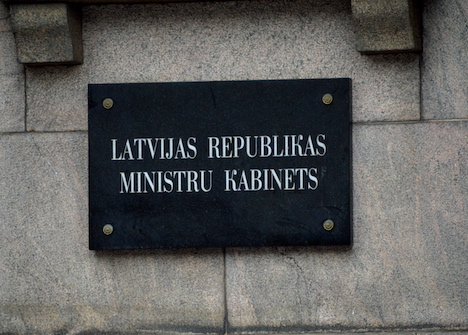 LATVIJAS REPUBLIKAS
MINISTRU KABINETS